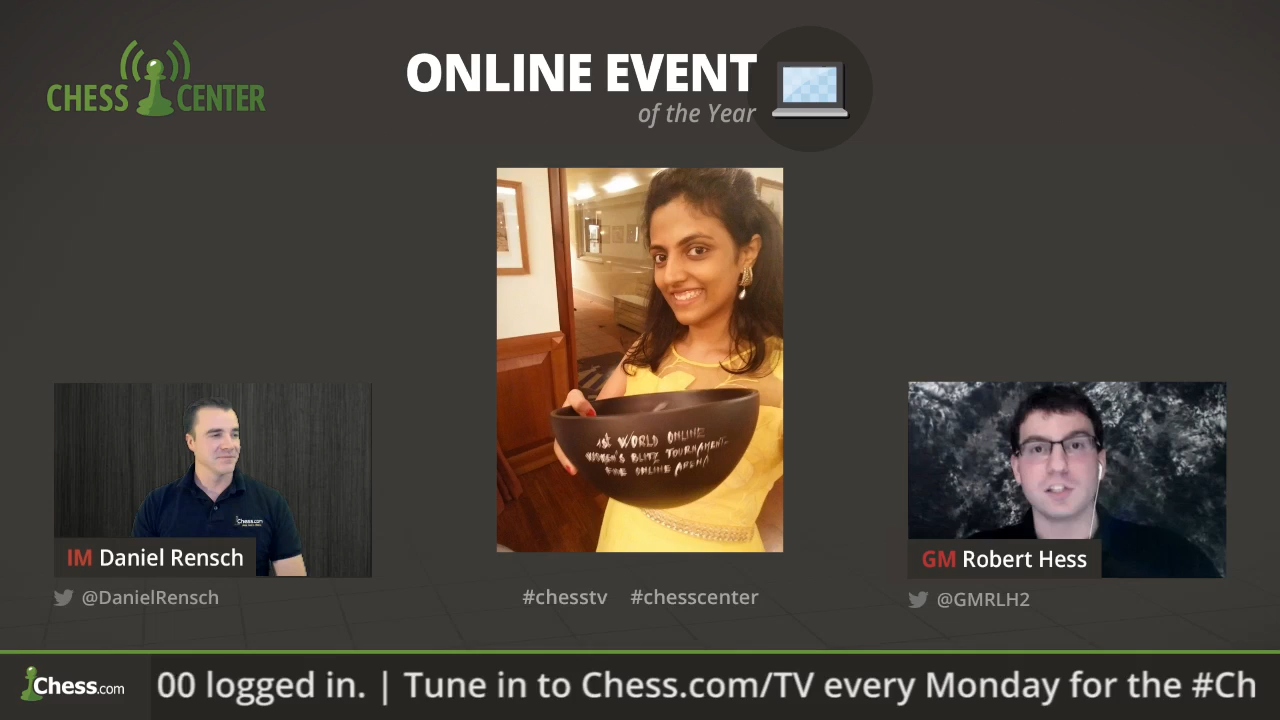 CHESS CENTER
ONLINE EVENT
of the Year
1st WORLD ONLINE
WOMEN'S BLITZ TOURNAMENT-
FIDE ONLINE ARENA
Chess.com
IM Daniel Rensch
@DanielRensch
#chesstv #chesscenter
GM Robert Hess
@GMRLH2
Chess.com
00 logged in. | Tune in to Chess.com/TV every Monday for the #Ch